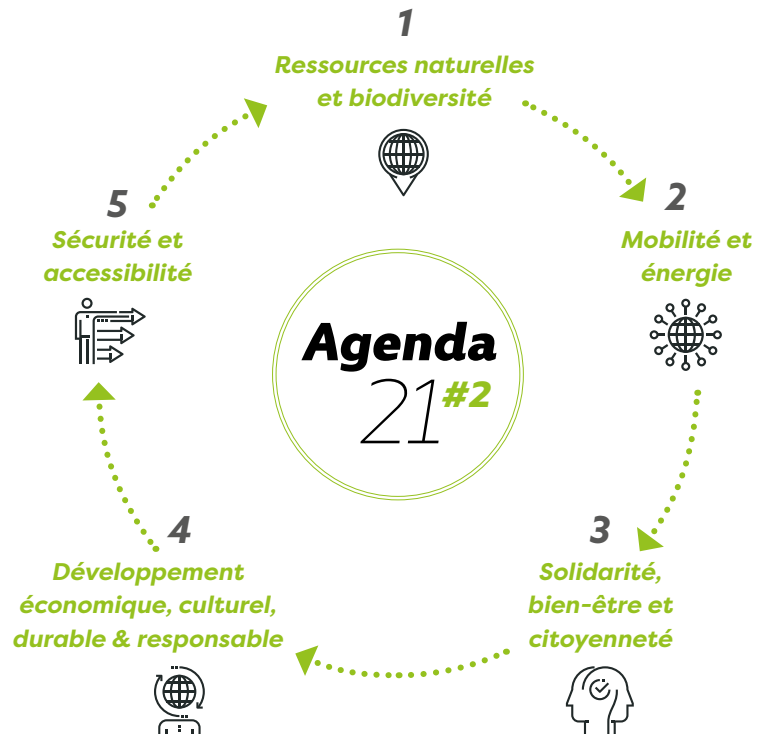 1
Ressources naturelles
et biodiversité
2
Mobilité et
énergie
3
Solidarité,
bien-être et
citoyenneté
4
Développement
économique, culturel,
durable & responsable
5
Sécurité et
accessibilité
Agenda
21 #2